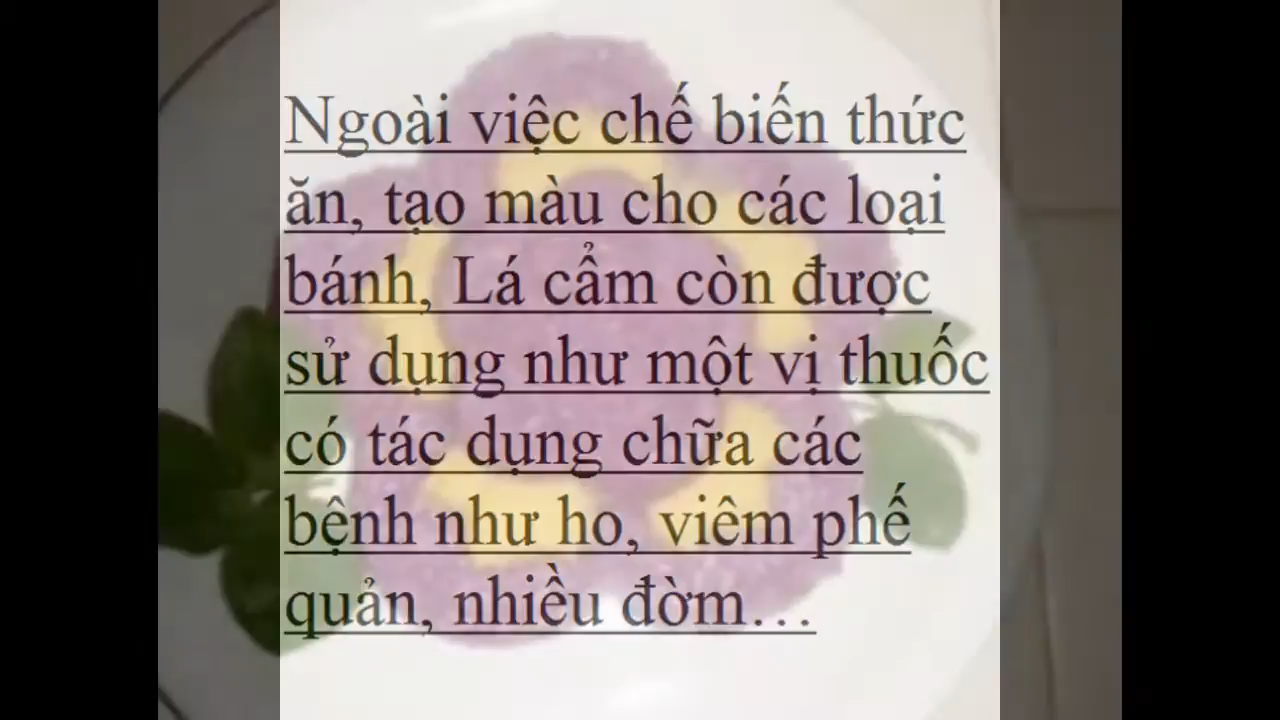 Ngoài việc chế biến thức
ăn, tạo màu cho các loại
bánh, Lá cẩm còn được
sử dụng như một vị thuốc
có tác dụng chữa các
bệnh như ho, viêm phế
quản, nhiều đờm…